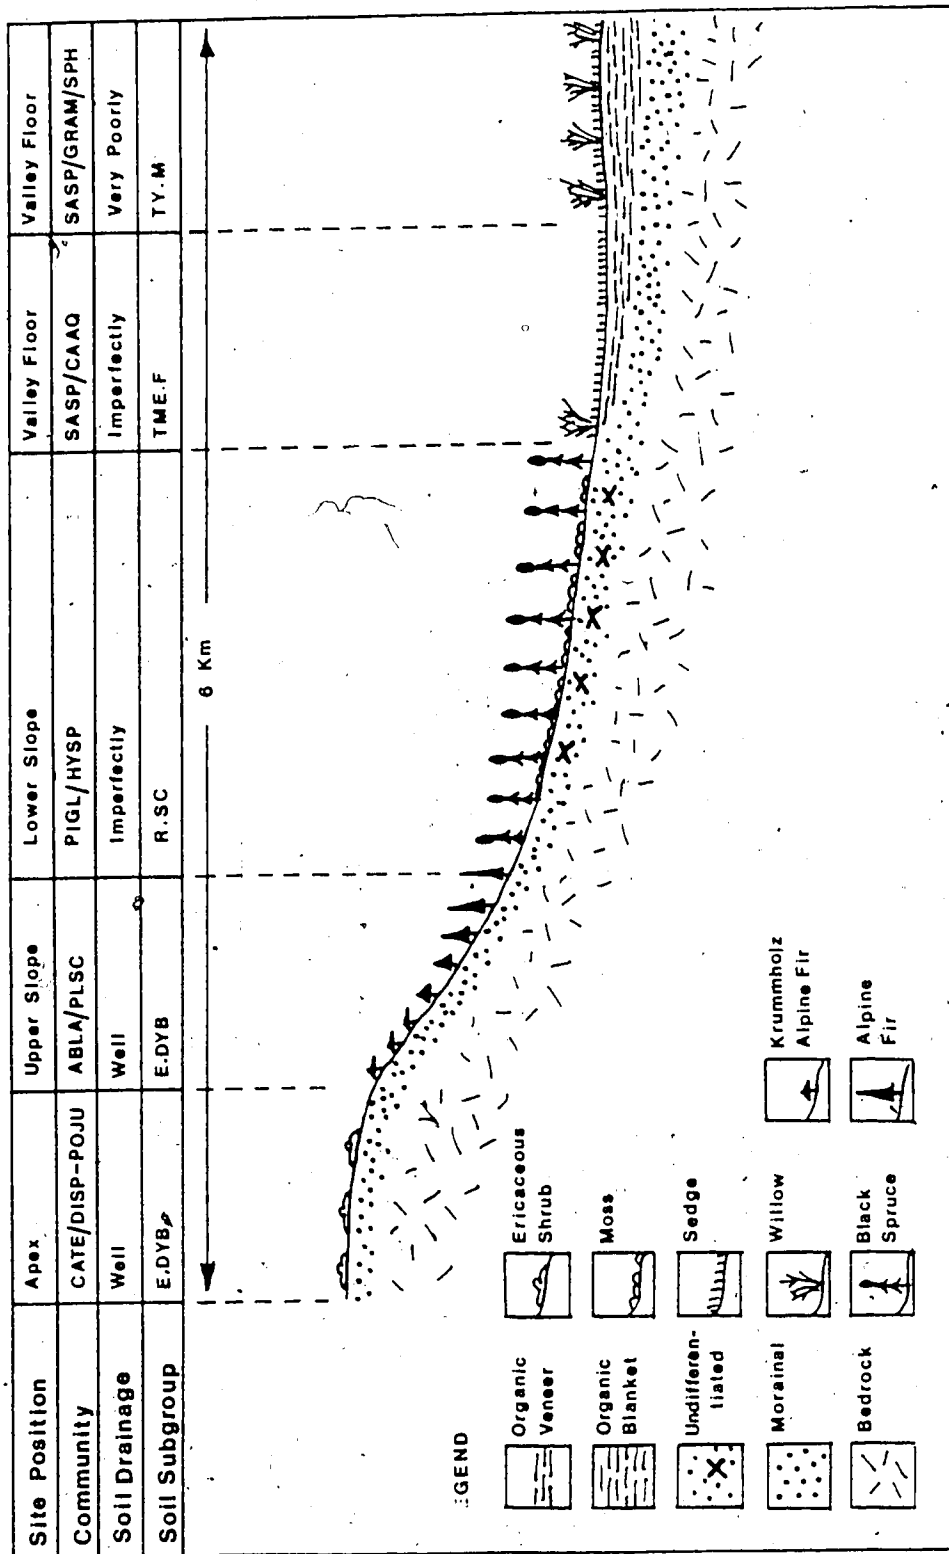 Site Position Apex Upper Slope Lower Slope Valley Floor Valley Floor
Community CATE/DISP-POJU ABLA/PLSC PIGL/HYSP SASP/CAAQ SASP/GRAM/SPH
Soil Drainage Well Well Imperfectly Imperfectly Very Poorly
Soil Subgroup E.DYB E.DYB R.SC TME.F TY.M
6 Km
GEND
Organic
Veneer
Organic
Blanket
Undifferen-
tiated
Morainal
Bedrock
Ericaceous
Shrub
Moss
Sedge
Willow
Black
Spruce
Krummholz
Alpine Fir
Alpine
Fir